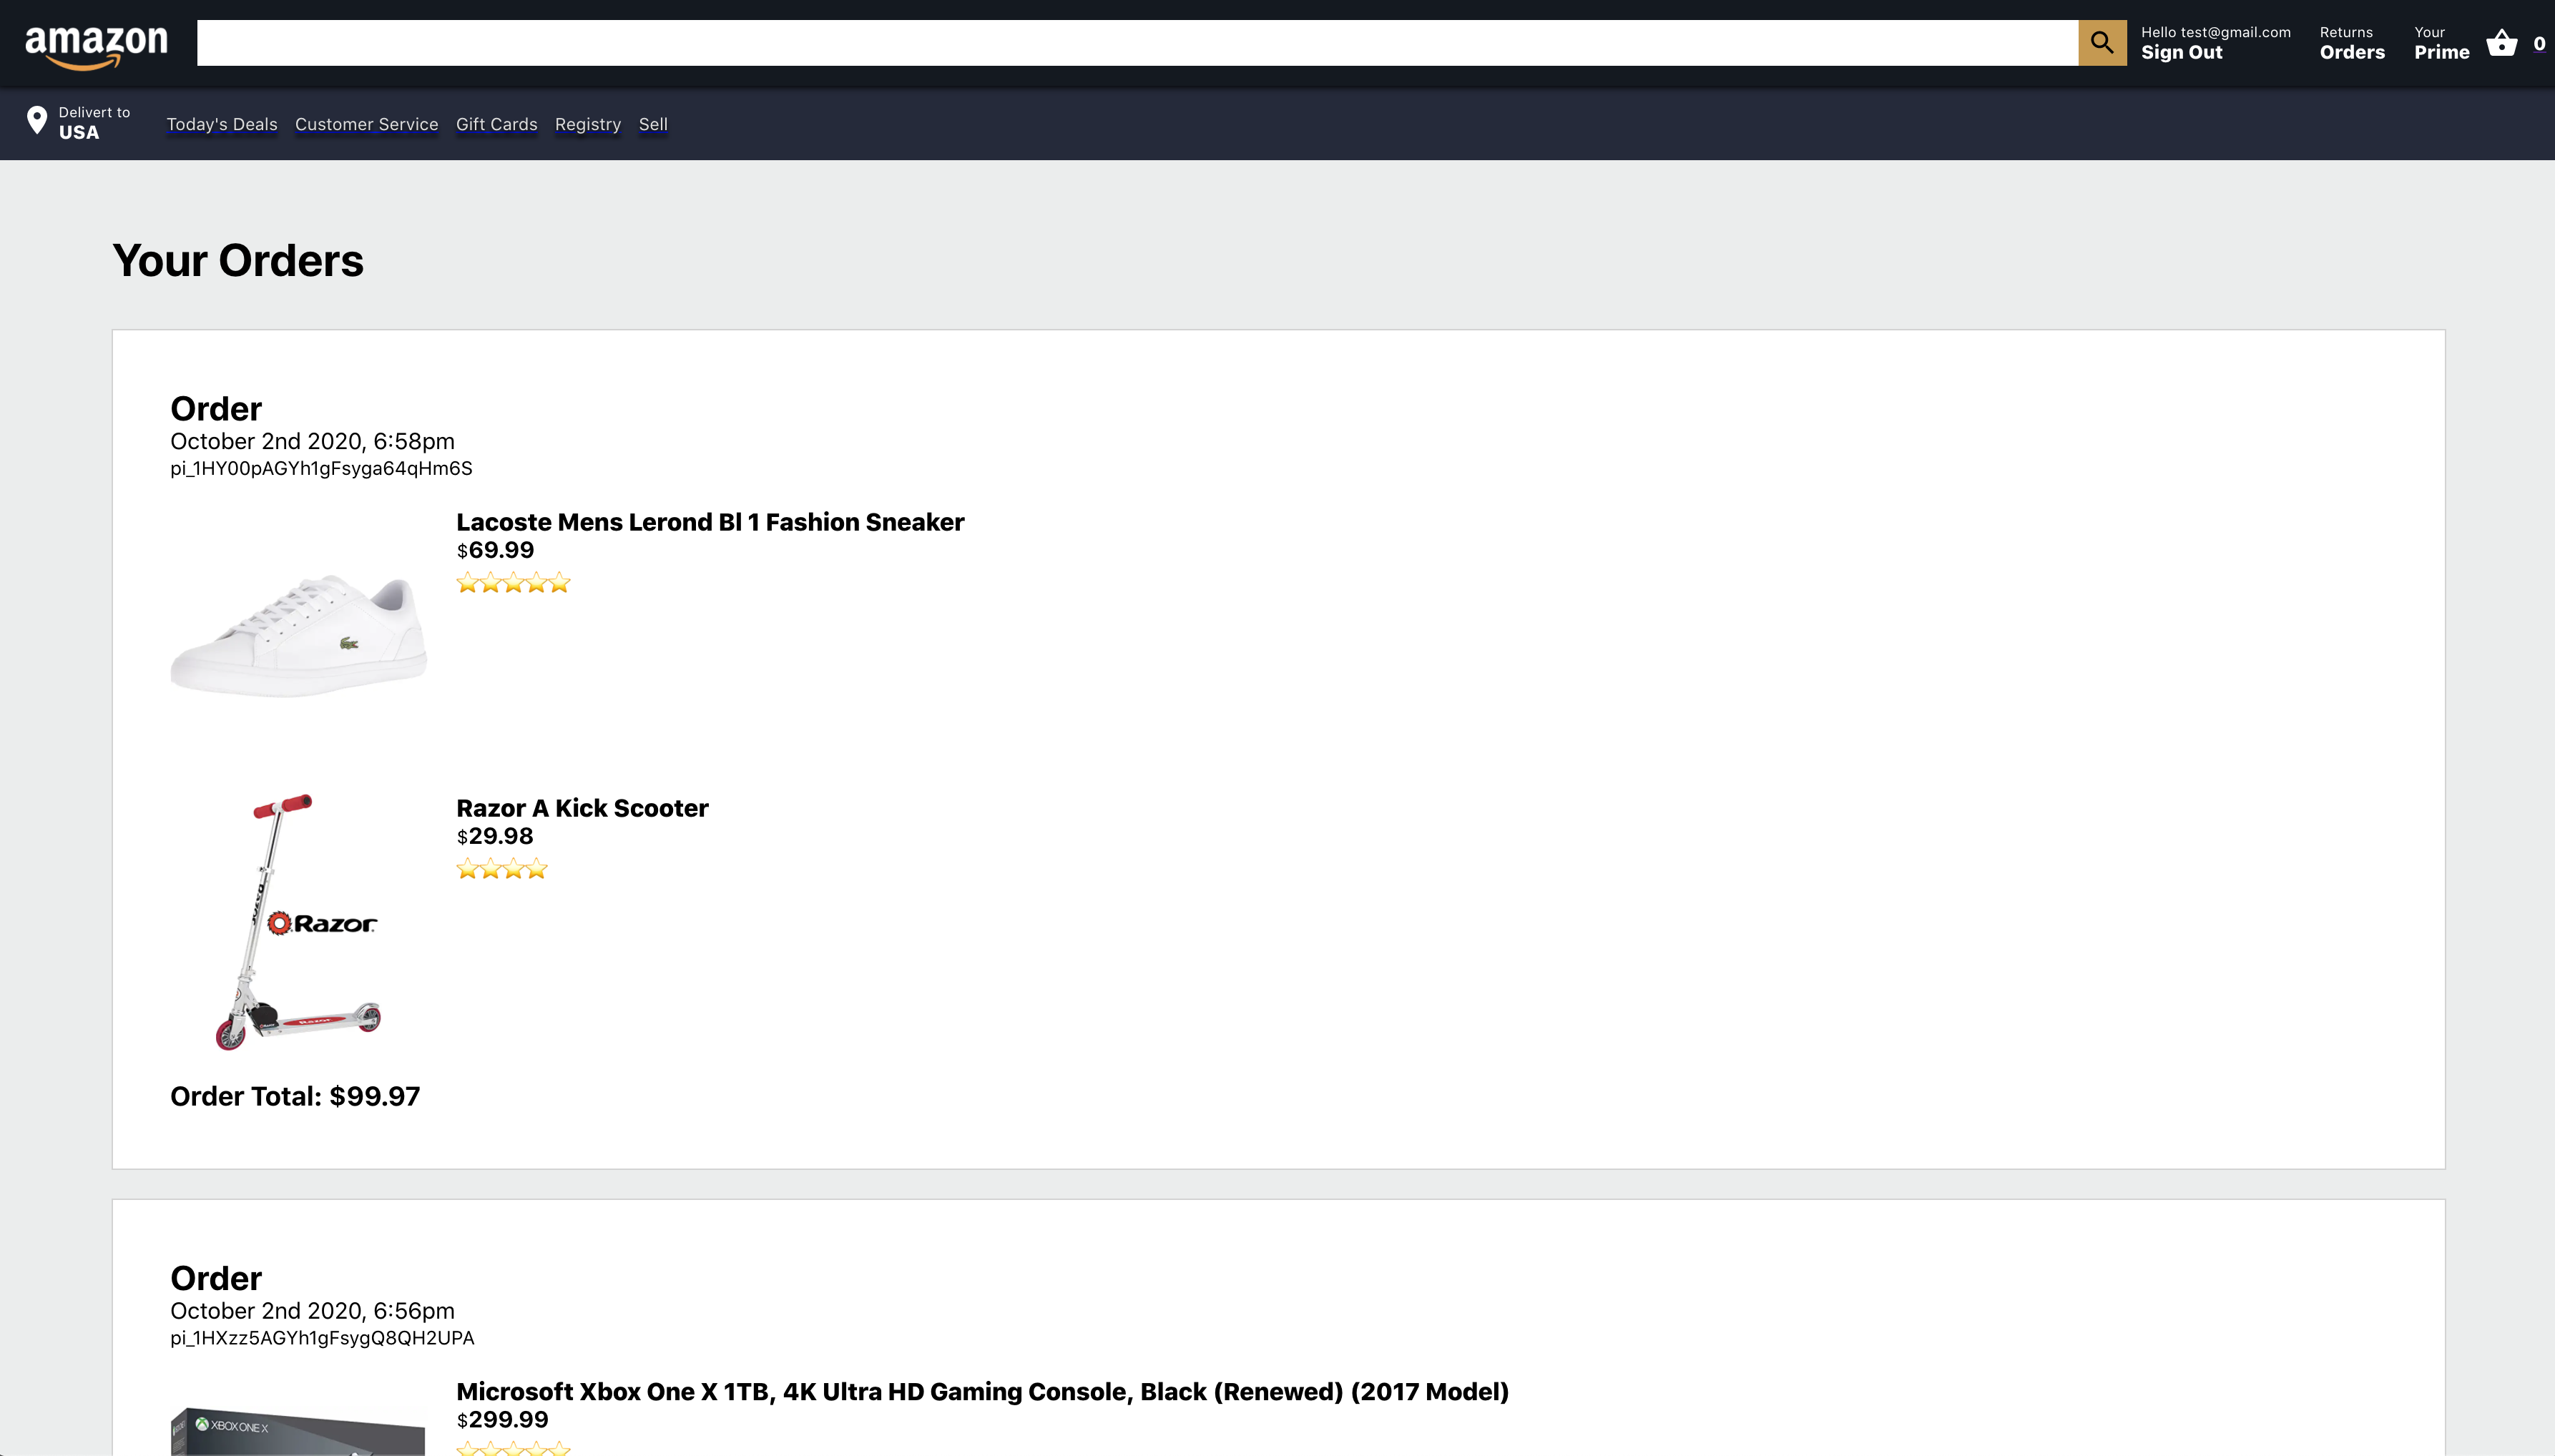 amazon
Hello test@gmail.com
Sign Out
Returns
Orders
Your
Prime
0
Delivert to
USA
Today's Deals
Customer Service
Gift Cards
Registry
Sell
Your Orders
Order
October 2nd 2020, 6:58pm
pi_1HY00pAGYh1gFsyga64qHm6S
Lacoste Mens Lerond Bl 1 Fashion Sneaker
$69.99
Razor A Kick Scooter
$29.98
Razor
Razor
Razor
Order Total: $99.97
Order
October 2nd 2020, 6:56pm
pi_1HXzz5AGYh1gFsygQ8QH2UPA
Microsoft Xbox One X 1TB, 4K Ultra HD Gaming Console, Black (Renewed) (2017 Model)
$299.99
XBOX ONE X